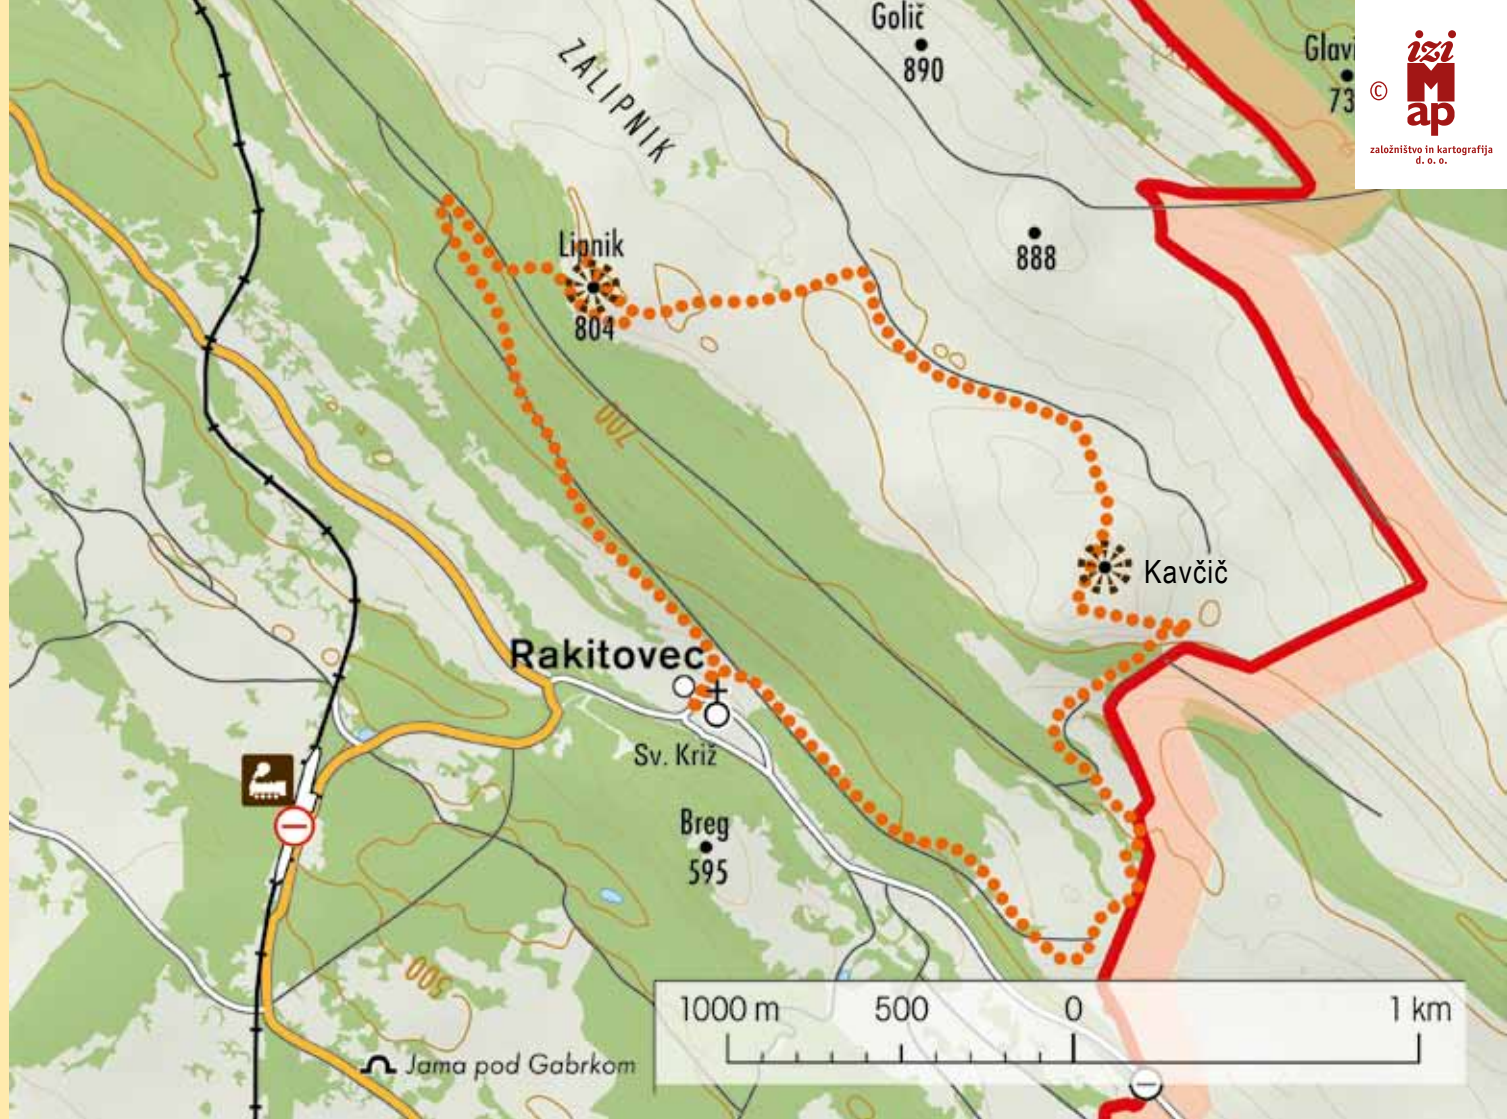 Golič
890
ZALIPNIK
©
izi
Map
založništvo in kartografija
d. o. o.
73
Lipnik
804
888
700
Kavčič
Rakitovec
Sv. Križ
Breg
595
500
Jama pod Gabrkom
1000 m 500 0 1 km